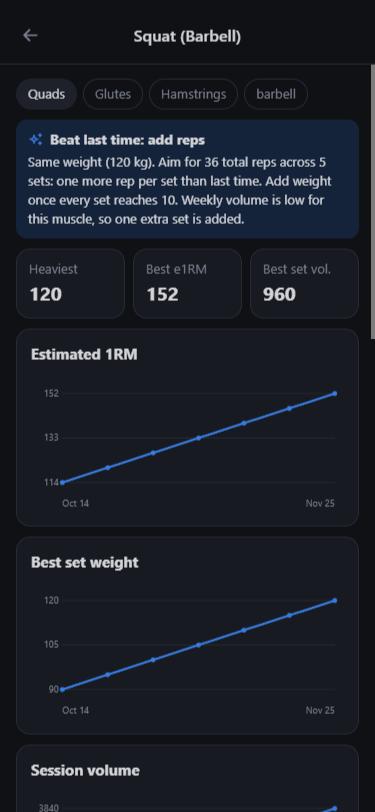 Squat (Barbell)
Quads
Glutes
Hamstrings
barbell
Beat last time: add reps
Same weight (120 kg). Aim for 36 total reps across 5
sets: one more rep per set than last time. Add weight
once every set reaches 10. Weekly volume is low for
this muscle, so one extra set is added.
Heaviest
120
Best e1RM
152
Best set vol.
960
Estimated 1RM
152
133
114
Oct 14
Nov 25
Best set weight
120
105
90
Oct 14
Nov 25
Session volume
3840